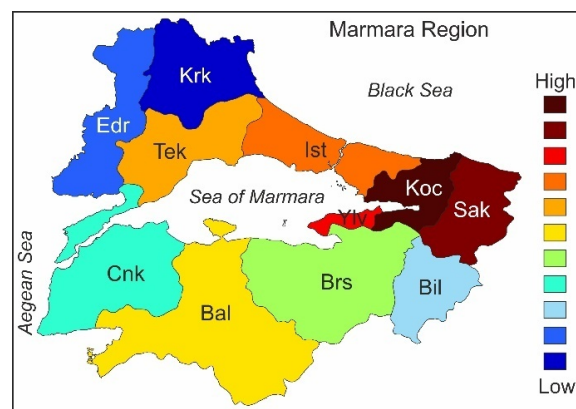 Marmara Region
Krk
High
Black Sea
Edr
Tek
Ist
Koc
Sea of Marmara
Ylv
Sak
Aegean Sea
Cnk
Brs
Bil
Bal
Low